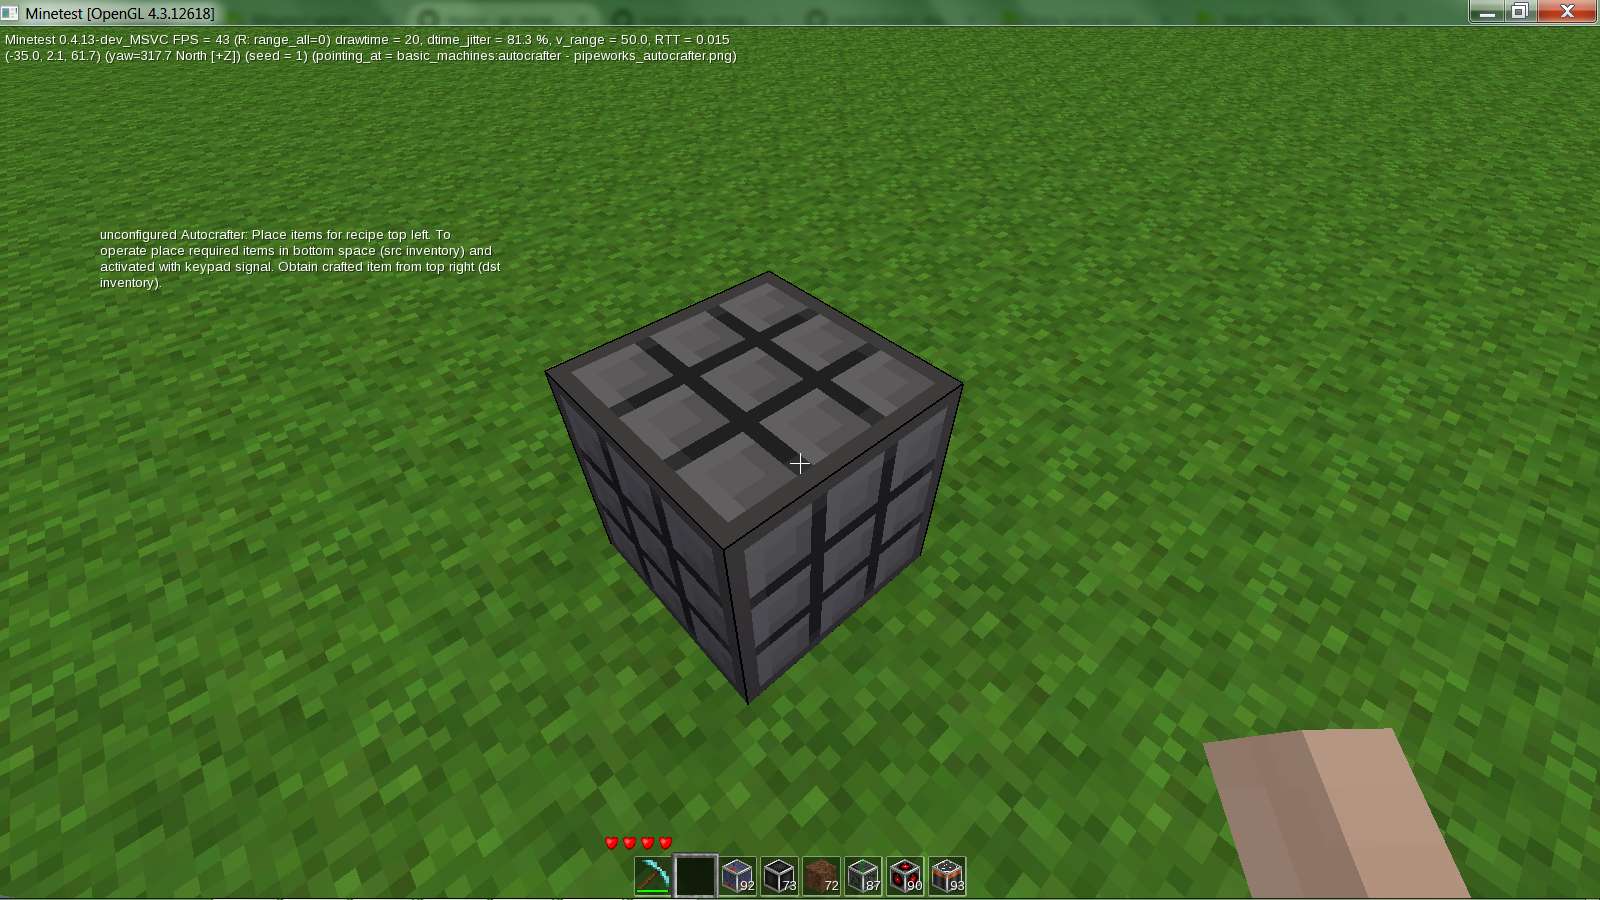 Minetest [OpenGL 4.3.12618]
Minetest 0.4.13-dev_MSVC FPS = 43 (R: range_all=0) drawtime = 20, dtime_jitter = 81.3 %, v_range = 50.0, RTT = 0.015
(-35.0, 2.1, 61.7) (yaw=317.7 North [+Z]) (seed = 1) (pointing_at = basic_machines:autocrafter - pipeworks_autocrafter.png)
unconfigured Autocrafter: Place items for recipe top left. To
operate place required items in bottom space (src inventory) and
activated with keypad signal. Obtain crafted item from top right (dst
inventory).
92 73 72 87 90 93